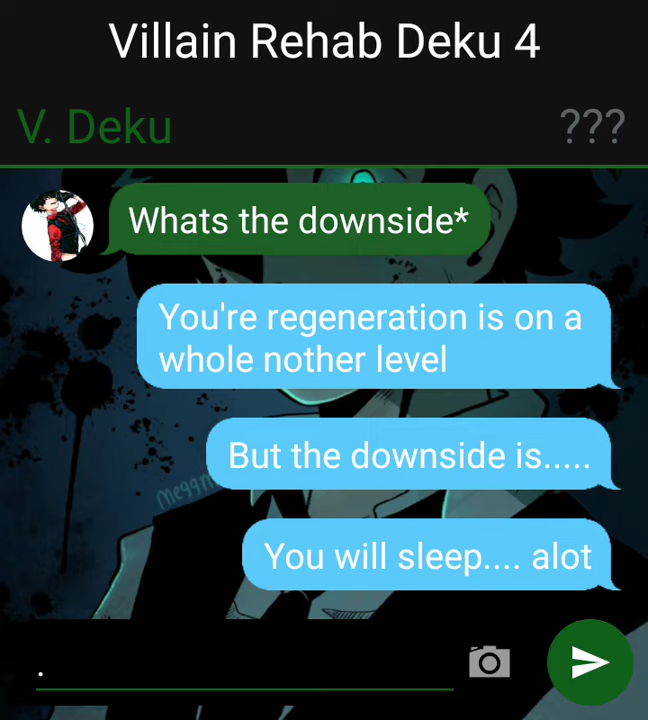 Villain Rehab Deku 4
V. Deku
???
Whats the downside*
You're regeneration is on a
whole nother level
But the downside is.....
You will sleep.... alot
.